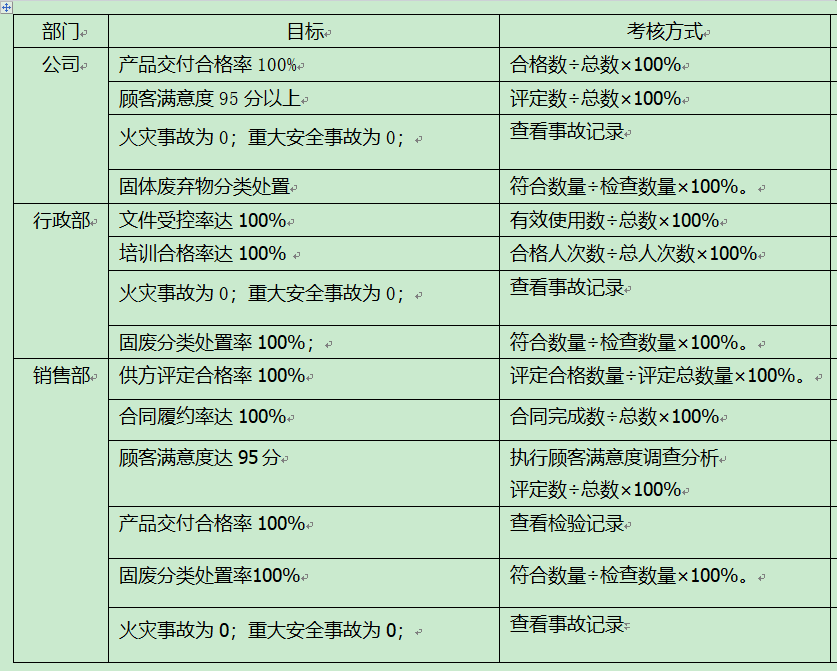 部门 目标 考核方式
公司 产品交付合格率 100% 合格数÷总数×100%
顾客满意度 95 分以上 评定数÷总数×100%
火灾事故为 0；重大安全事故为 0； 查看事故记录
固体废弃物分类处置 符合数量÷检查数量×100%。
行政部 文件受控率达 100% 有效使用数÷总数×100%
培训合格率达 100% 合格人次数÷总人次数×100%
火灾事故为 0；重大安全事故为 0； 查看事故记录
固废分类处置率 100%； 符合数量÷检查数量×100%。
销售部 供方评定合格率 100% 评定合格数量÷评定总数量×100%。
合同履约率达 100% 合同完成数÷总数×100%
顾客满意度达 95 分 执行顾客满意度调查分析
评定数÷总数×100%
产品交付合格率 100% 查看检验记录
固废分类处置率100% 符合数量÷检查数量×100%。
火灾事故为 0；重大安全事故为 0； 查看事故记录